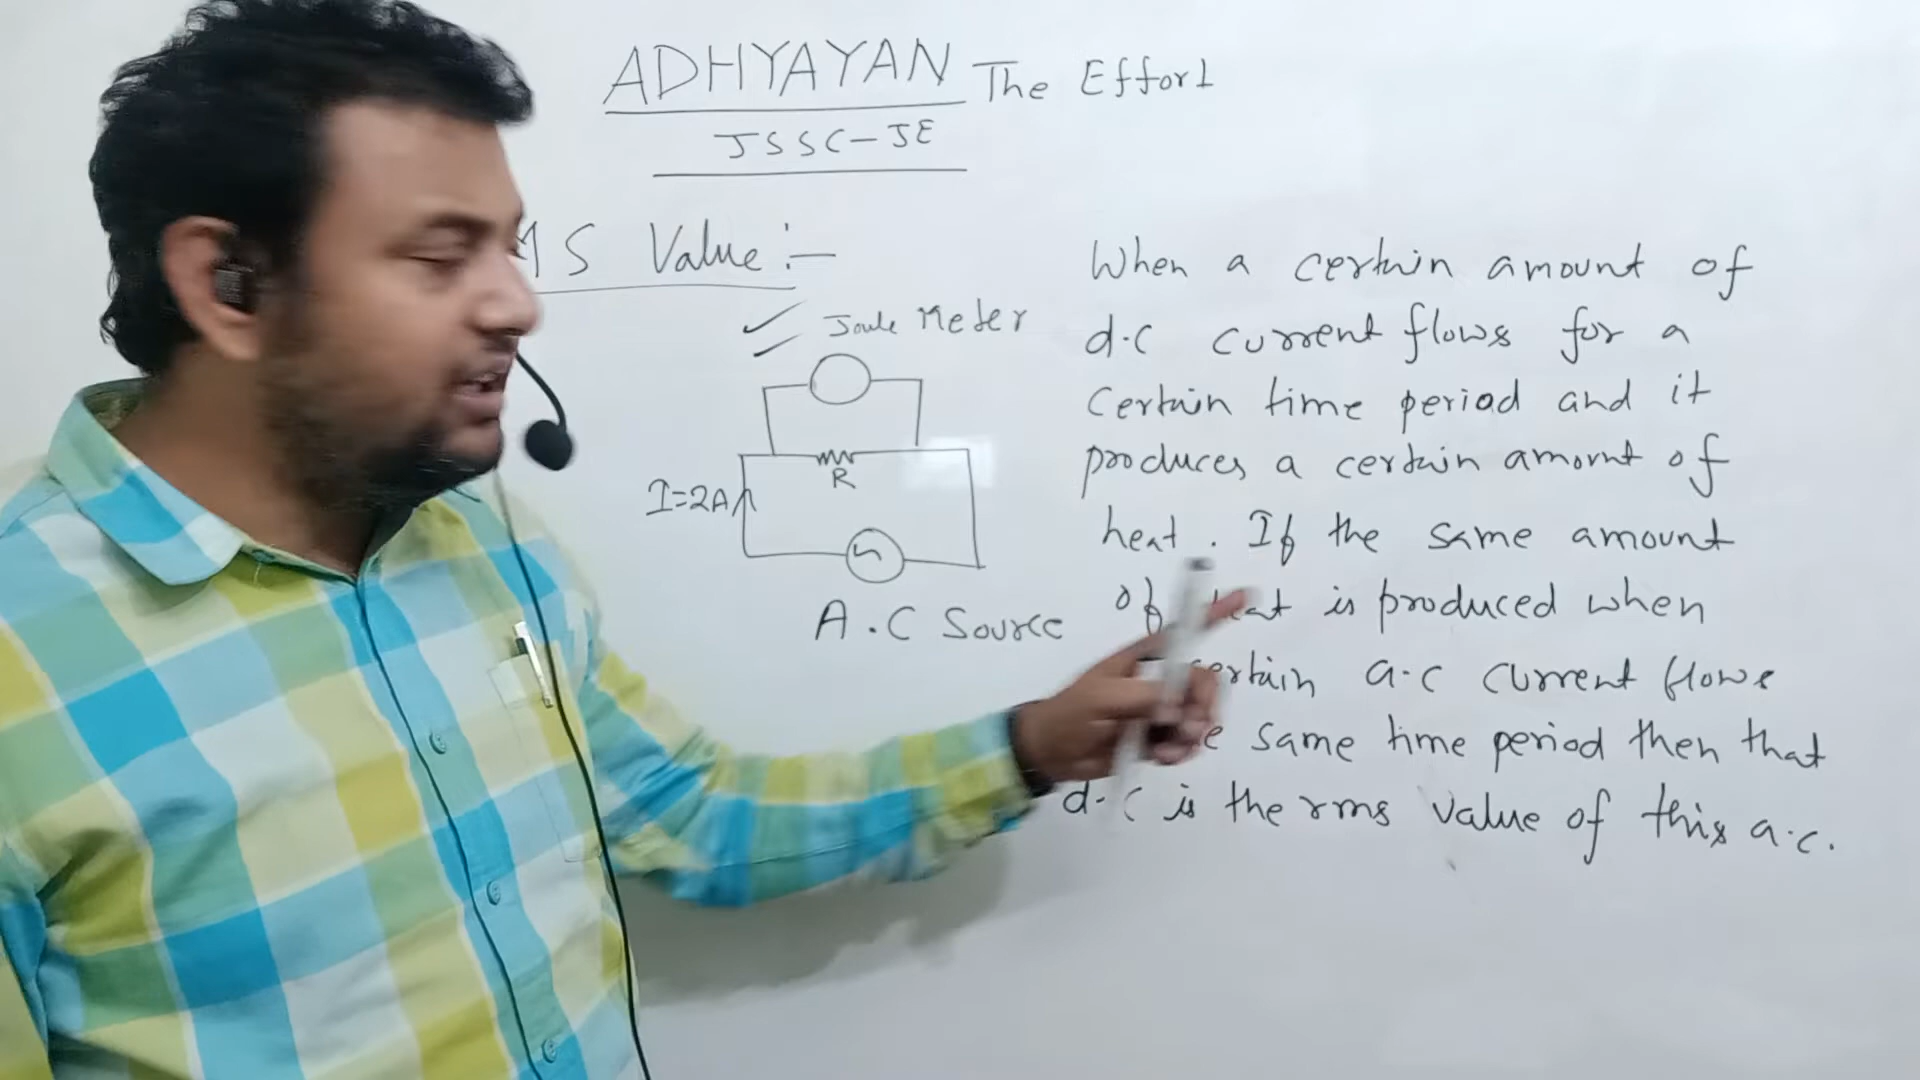 ADHYAYAN The Effort
JSSC-JE
S Value :-
Joule Meter
R
I=2A
A.C Source
When a certain amount of
d.c current flows for a
certain time period and it
produces a certain amount of
heat. If the same amount
of is produced when
a.c current flows
same time period then that
d.c is the rms value of this a.c.